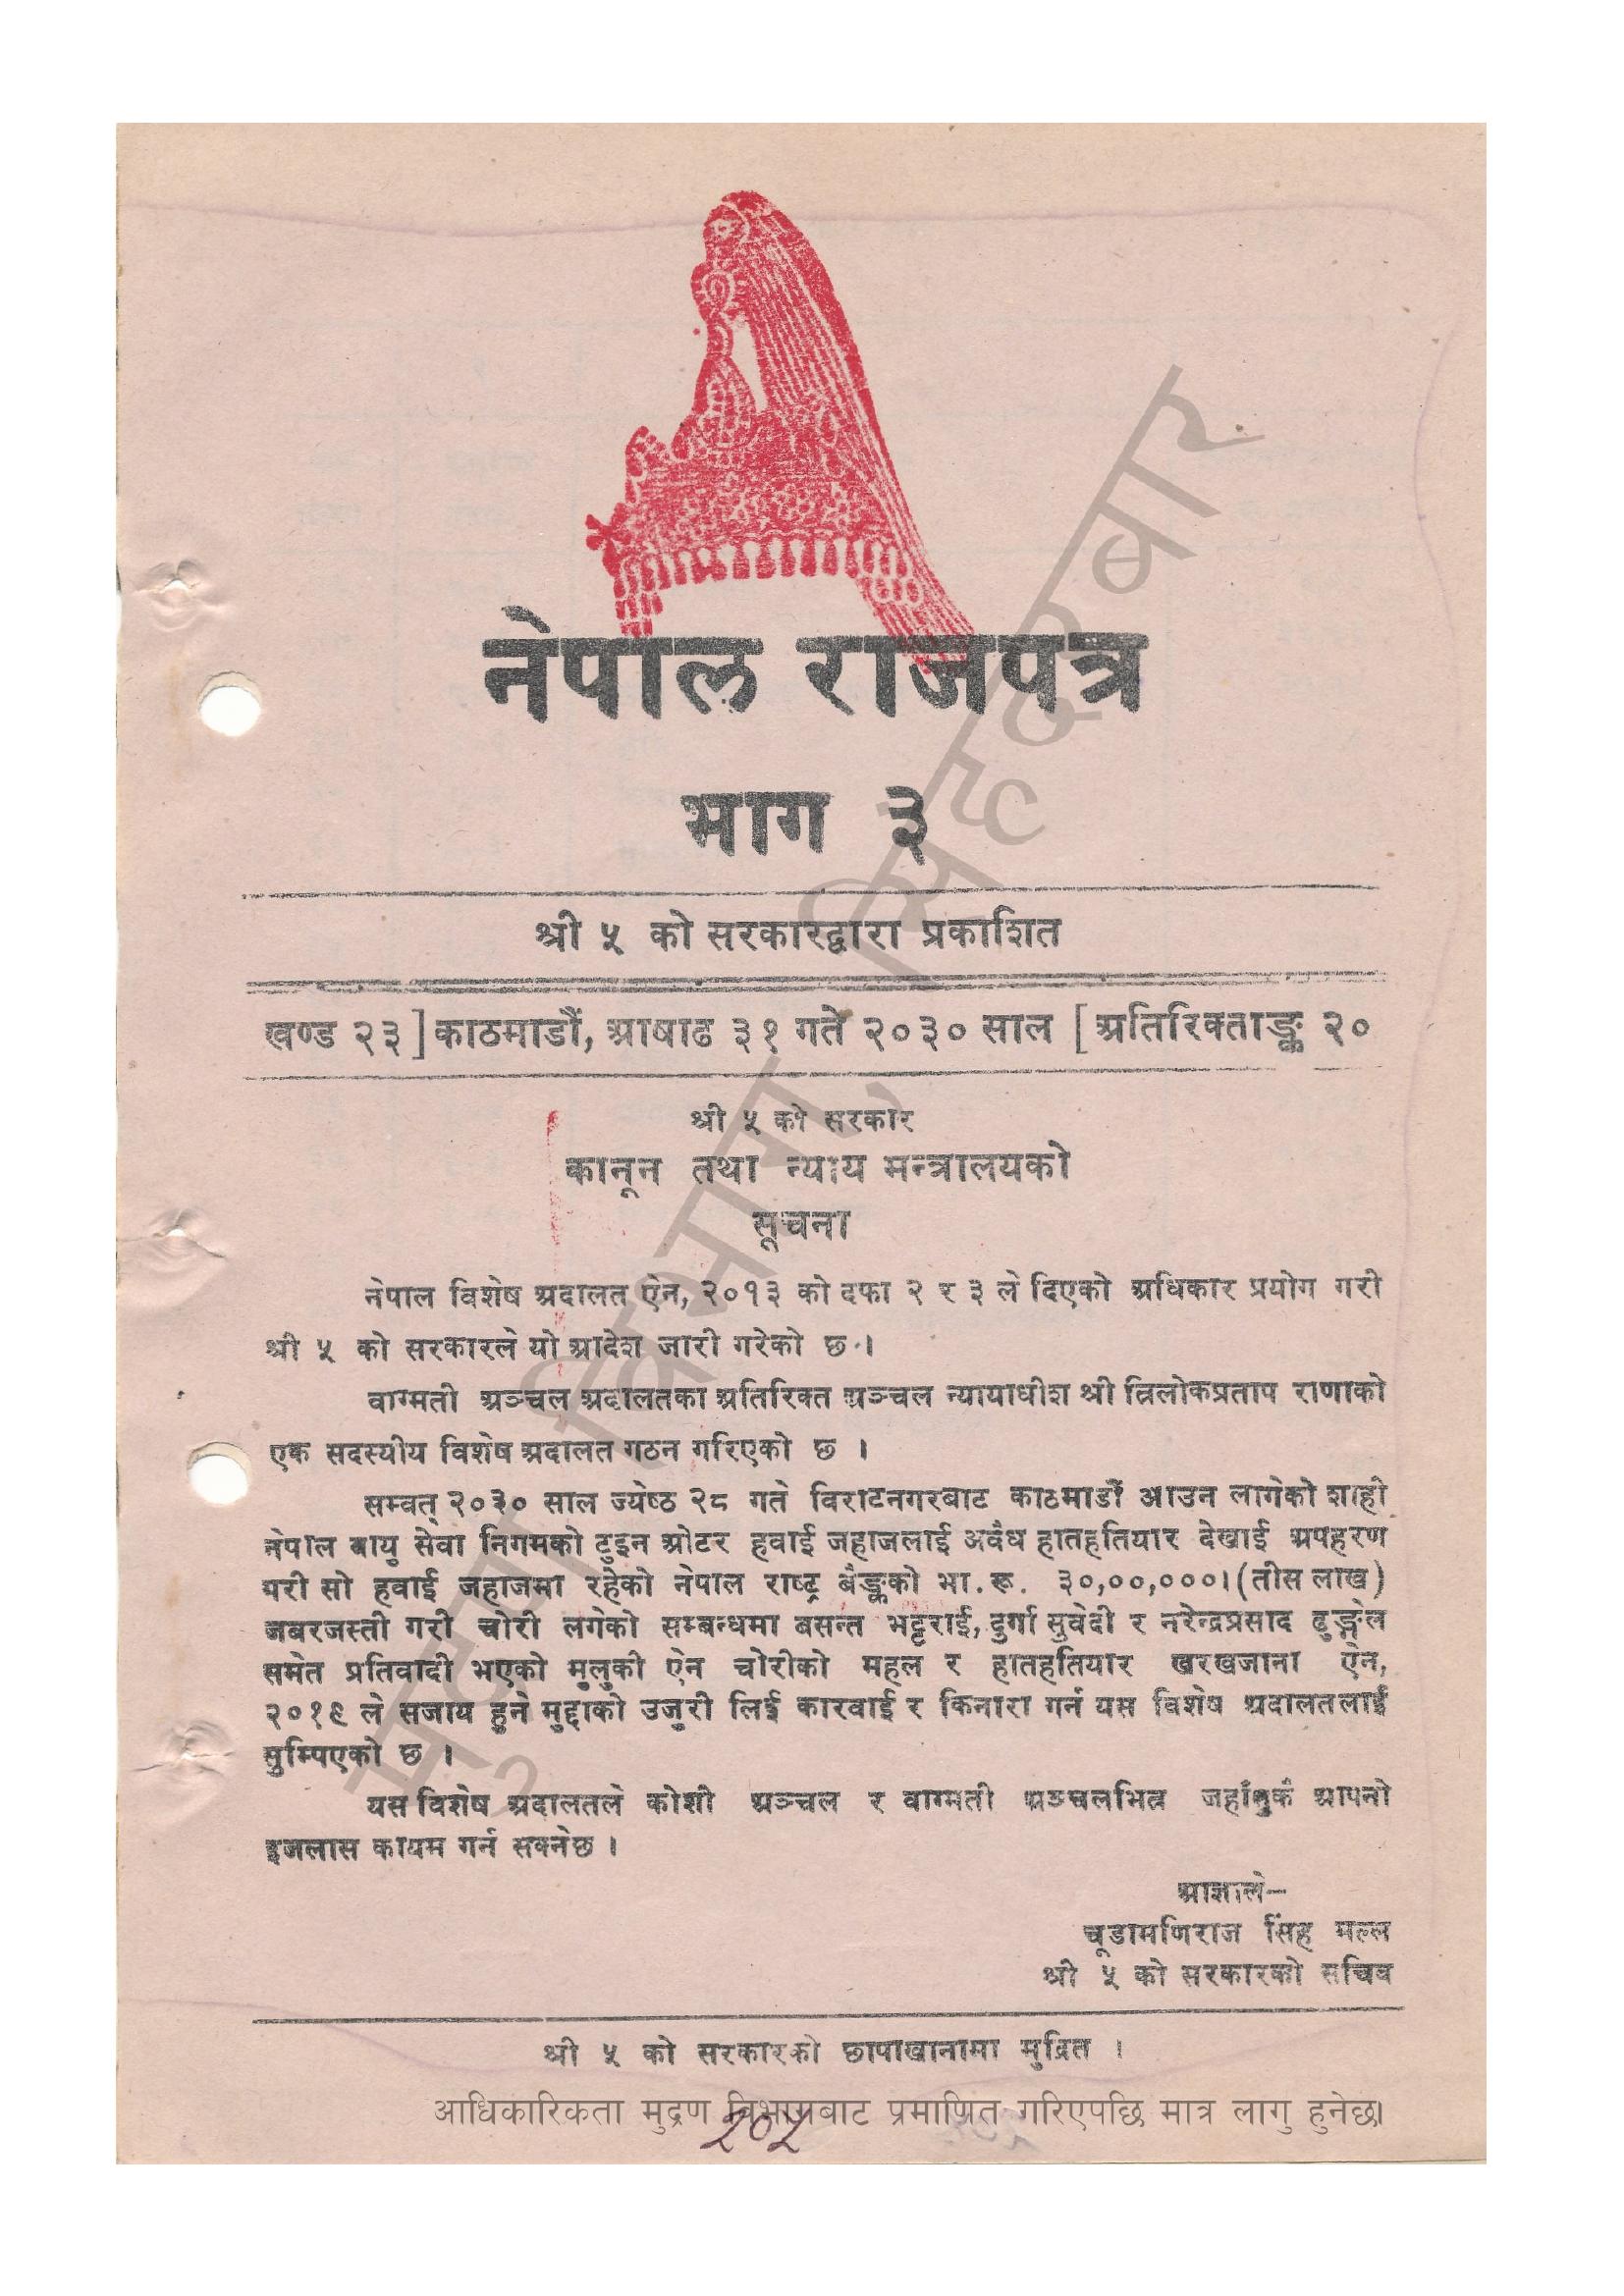 नेपाल राजपत्र
भाग ३
श्री ५ को सरकारद्वारा प्रकाशित
खण्ड २३] काठमाडौं, आषाढ ३१ गते २०३० साल [अतिरिक्ताङ्क २०
श्री ५ को सरकार
कानून तथा न्याय मन्त्रालयको
सूचना
नेपाल विशेष अदालत ऐन, २०१३ को दफा २ र ३ ले दिएको अधिकार प्रयोग गरी
श्री ५ को सरकारले यो आदेश जारी गरेको छ ।
वाग्मती अञ्चल अदालतका अतिरिक्त अञ्चल न्यायाधीश श्री त्रिलोकप्रताप राणाको
एक सदस्यीय विशेष अदालत गठन गरिएको छ ।
सम्वत् २०३० साल ज्येष्ठ २८ गते विराटनगरबाट काठमाडौं आउन लागेको शाही
नेपाल वायु सेवा निगमको टुइन ओटर हवाई जहाजलाई अवैध हातहतियार देखाई अपहरण
गरी सो हवाई जहाजमा रहेको नेपाल राष्ट्र बैङ्कको भा. रू. ३०,००,०००। (तीस लाख)
जबरजस्ती गरी चोरी लगेको सम्बन्धमा बसन्त भट्टराई, दुर्गा सुवेदी र नरेन्द्रप्रसाद ढुङ्गेल
समेत प्रतिवादी भएको मुलुकी ऐन चोरीको महल र हातहतियार खरखजाना ऐन,
२०१९ ले सजाय हुने मुद्दाको उजुरी लिई कारवाई र किनारा गर्न यस विशेष अदालतलाई
सुम्पिएको छ ।
यस विशेष अदालतले कोशी अञ्चल र वाग्मती अञ्चलभित्र जहाँसुकै आफ्नो
इजलास कायम गर्न सक्नेछ ।
आज्ञाले—
चूडामणिराज सिंह मल्ल
श्री ५ को सरकारको सचिव
श्री ५ को सरकारको छापाखानामा मुद्रित ।
आधिकारिकता मुद्रण विभागबाट प्रमाणित गरिएपछि मात्र लागु हुनेछ।
२०५
मुद्रण विभाग, सिंहदरबार